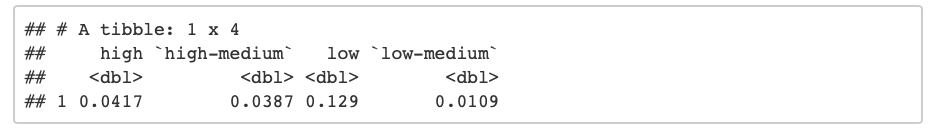 ## # A tibble: 1 x 4
##     high `high-medium`   low `low-medium`
##    <dbl>         <dbl> <dbl>        <dbl>
## 1 0.0417        0.0387 0.129       0.0109